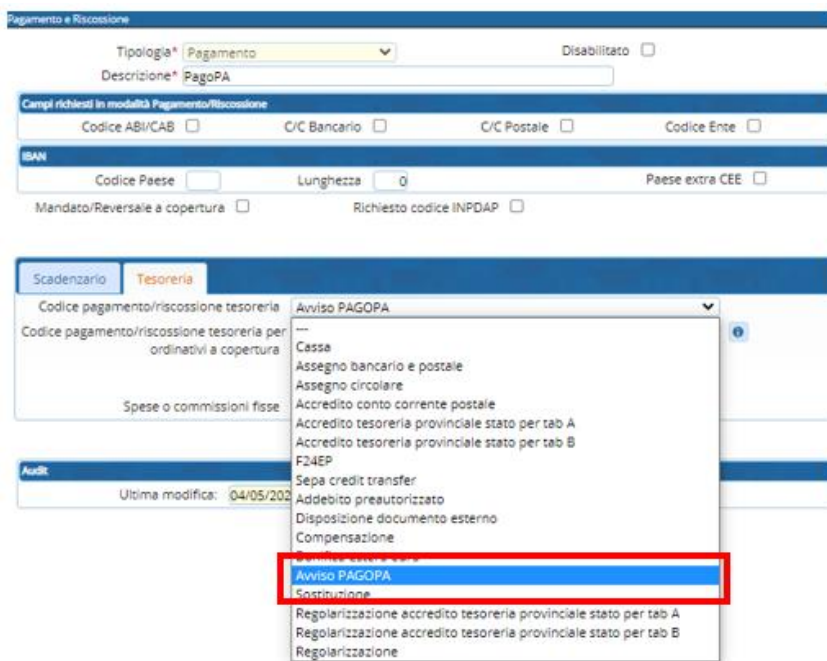 Pagamento e Riscossione
Tipologia* Pagamento Disabilitato
Descrizione* PagoPA
Campi richiesti in modalità Pagamento/Riscossione
Codice ABI/CAB C/C Bancario C/C Postale Codice Ente
IBAN
Codice Paese Lunghezza 0 Paese extra CEE
Mandato/Reversale a copertura Richiesto codice INPDAP
Scadenzario Tesoreria
Codice pagamento/riscossione tesoreria Avviso PAGOPA
Codice pagamento/riscossione tesoreria per
ordinativi a copertura
Spese o commissioni fisse
---
Cassa
Assegno bancario e postale
Assegno circolare
Accredito conto corrente postale
Accredito tesoreria provinciale stato per tab A
Accredito tesoreria provinciale stato per tab B
F24EP
Sepa credit transfer
Addebito preautorizzato
Disposizione documento esterno
Compensazione
Avviso PAGOPA
Sostituzione
Regolarizzazione accredito tesoreria provinciale stato per tab A
Regolarizzazione accredito tesoreria provinciale stato per tab B
Regolarizzazione
Audit
Ultima modifica: 04/05/202